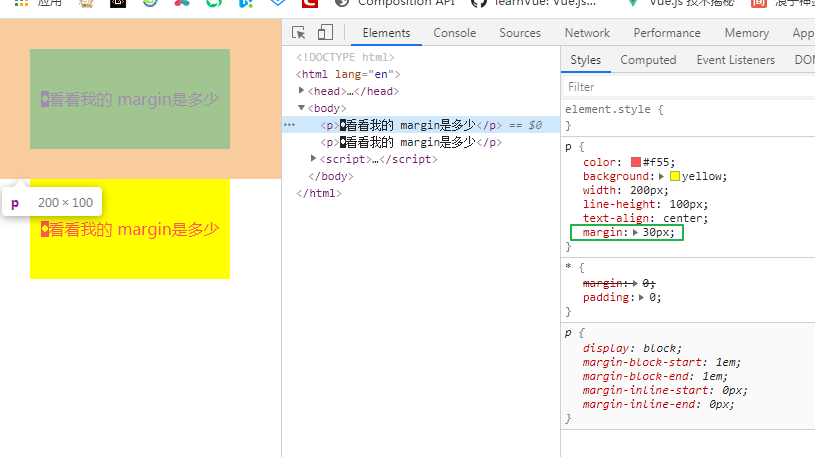 应用
Composition API
learnVue: Vue.js...
Vue.js 技术揭秘
Elements
Console
Sources
Network
Performance
Memory
App
<!DOCTYPE html>
<html lang="en">
<head>…</head>
<body>
<p>看看我的 margin是多少</p> == $0
<p>看看我的 margin是多少</p>
<script>…</script>
</body>
</html>
看看我的 margin是多少
p 200 × 100
看看我的 margin是多少
Styles
Computed
Event Listeners
DOM
Filter
element.style {
}
p {
color: #f55;
background: yellow;
width: 200px;
line-height: 100px;
text-align: center;
margin: 30px;
}
* {
margin: 0;
padding: 0;
}
p {
display: block;
margin-block-start: 1em;
margin-block-end: 1em;
margin-inline-start: 0px;
margin-inline-end: 0px;
}